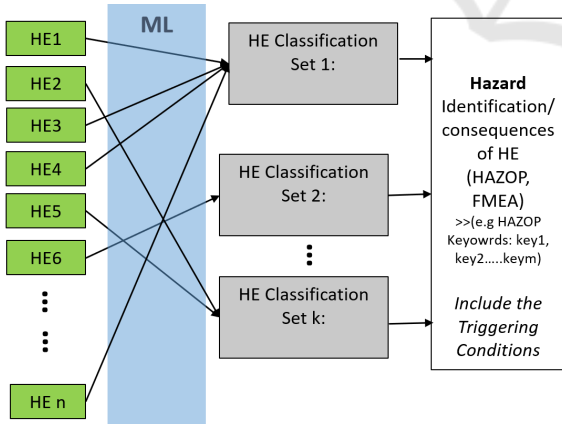 ML
HE1
HE2
HE3
HE4
HE5
HE6
HE n
HE Classification
Set 1:
HE Classification
Set 2:
HE Classification
Set k:
Hazard
Identification/
consequences
of HE
(HAZOP,
FMEA)
>>(e.g HAZOP
Keyowrds: key1,
key2.....keym)
Include the
Triggering
Conditions